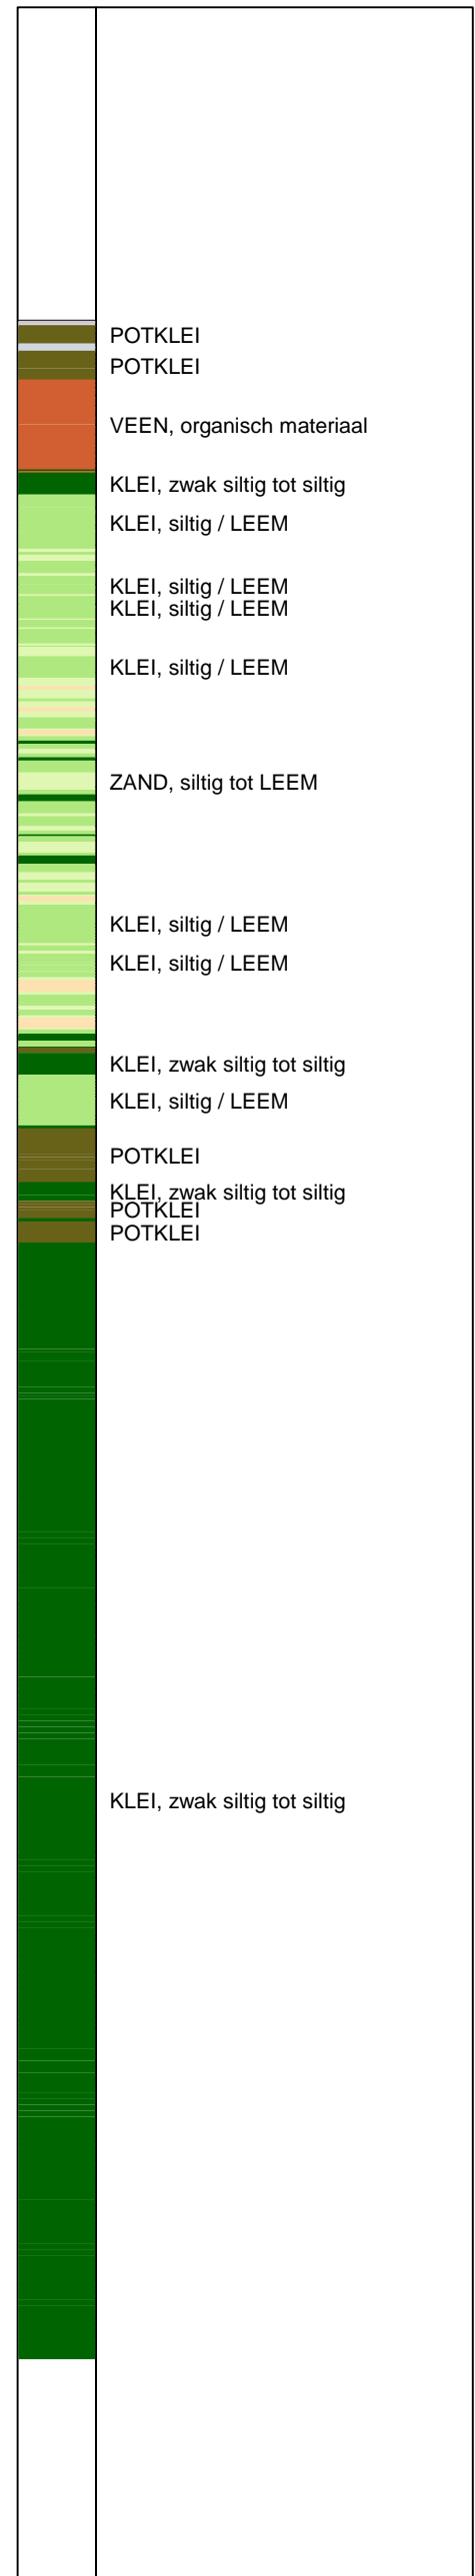 POTKLEI
POTKLEI
VEEN, organisch materiaal
KLEI, zwak siltig tot siltig
KLEI, siltig / LEEM
KLEI, siltig / LEEM
KLEI, siltig / LEEM
KLEI, siltig / LEEM
ZAND, siltig tot LEEM
KLEI, siltig / LEEM
KLEI, siltig / LEEM
KLEI, zwak siltig tot siltig
KLEI, siltig / LEEM
POTKLEI
KLEI, zwak siltig tot siltig
POTKLEI
POTKLEI
KLEI, zwak siltig tot siltig